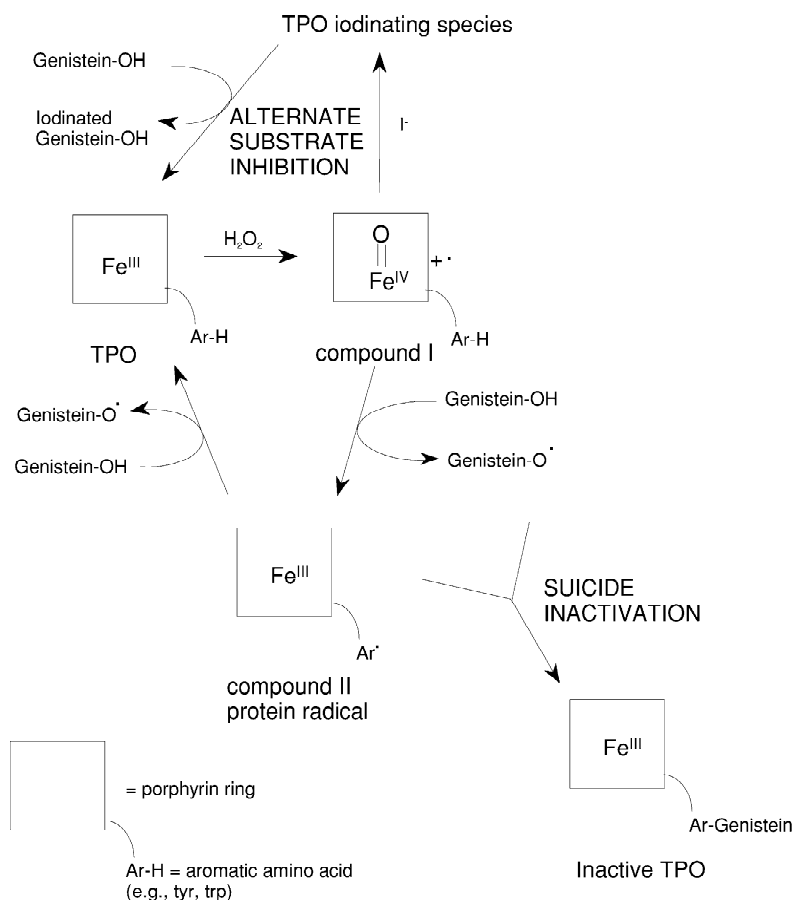 TPO iodinating species
Genistein-OH
Iodinated
Genistein-OH
ALTERNATE
SUBSTRATE
INHIBITION
I-
Fe^III
Ar-H
TPO
H₂O₂
O
Fe^IV
+ •
Ar-H
compound I
Genistein-O•
Genistein-OH
Genistein-OH
Genistein-O•
Fe^III
Ar•
compound II
protein radical
SUICIDE
INACTIVATION
Fe^III
Ar-Genistein
Inactive TPO
= porphyrin ring
Ar-H = aromatic amino acid
(e.g., tyr, trp)